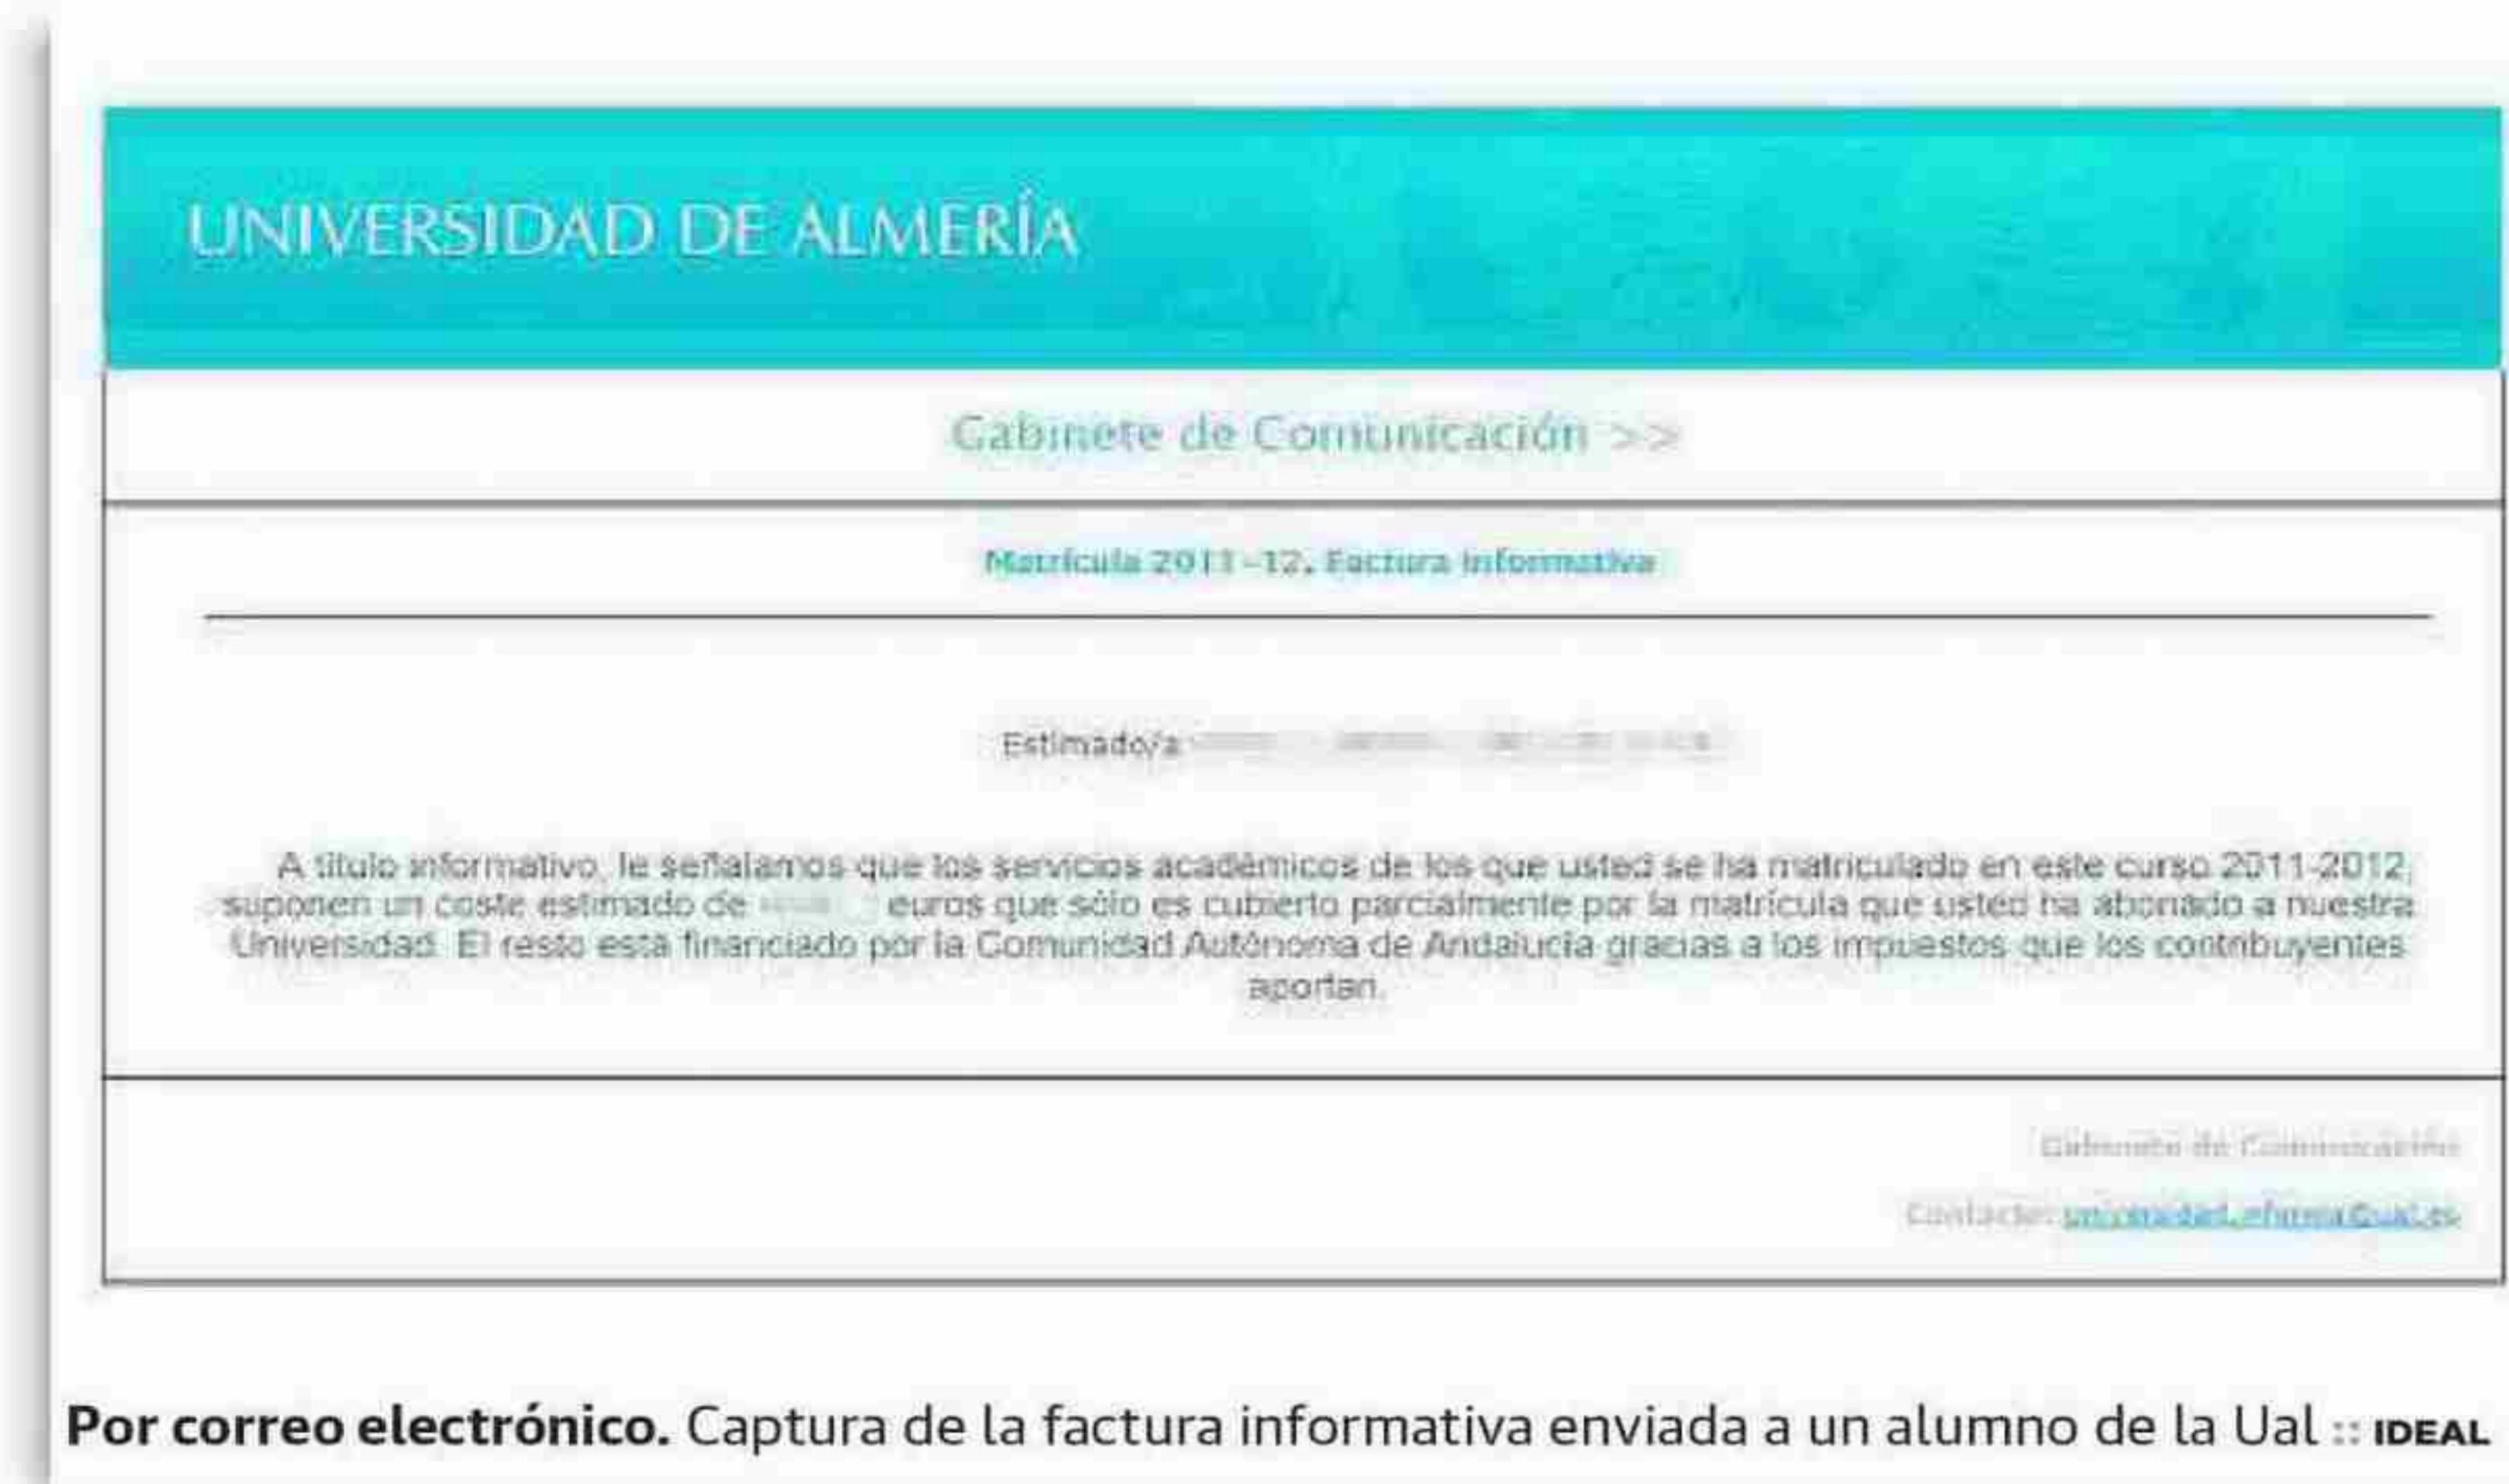 UNIVERSIDAD DE ALMERÍA
Gabinete de Comunicación >>
Matrícula 2011-12. Factura informativa
Estimado/a
A título informativo, le señalamos que los servicios académicos de los que usted se ha matriculado en este curso 2011-2012,
suponen un coste estimado de euros que sólo es cubierto parcialmente por la matrícula que usted ha abonado a nuestra
Universidad. El resto está financiado por la Comunidad Autónoma de Andalucía gracias a los impuestos que los contribuyentes
aportan.
Gabinete de Comunicación
Contacto:
Por correo electrónico. Captura de la factura informativa enviada a un alumno de la Ual :: IDEAL